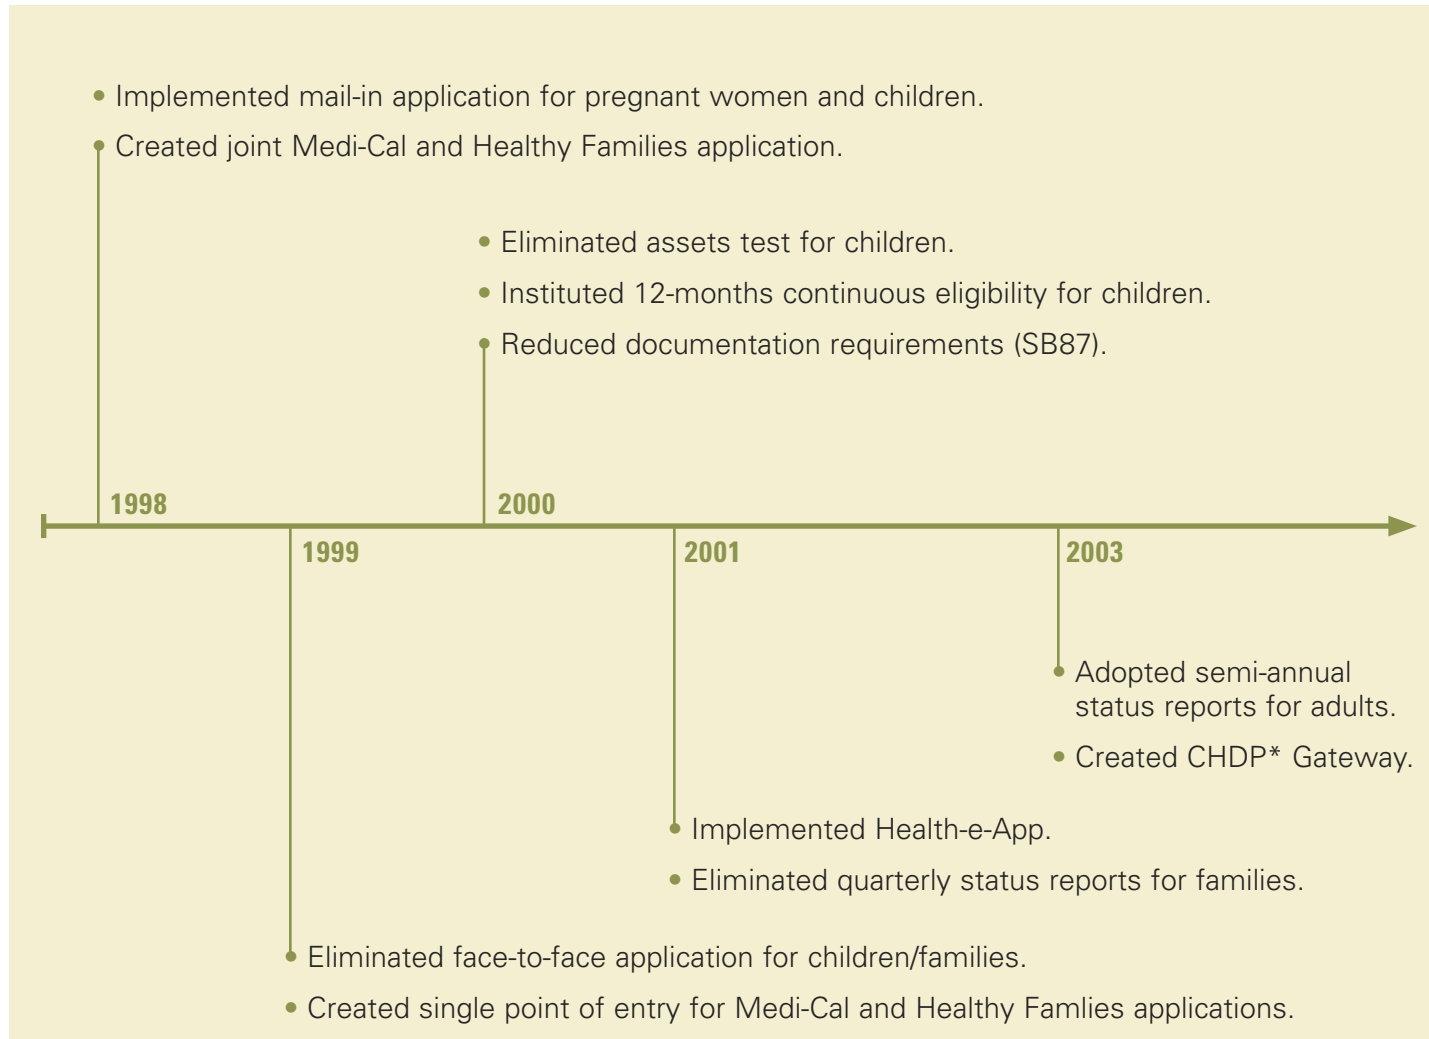 • Implemented mail-in application for pregnant women and children.
• Created joint Medi-Cal and Healthy Families application.
• Eliminated assets test for children.
• Instituted 12-months continuous eligibility for children.
• Reduced documentation requirements (SB87).
1998
2000
1999
2001
2003
• Adopted semi-annual
status reports for adults.
• Created CHDP* Gateway.
• Implemented Health-e-App.
• Eliminated quarterly status reports for families.
• Eliminated face-to-face application for children/families.
• Created single point of entry for Medi-Cal and Healthy Famlies applications.